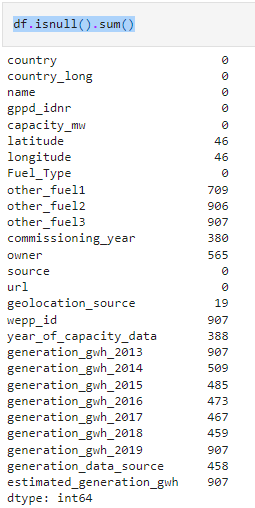 df.isnull().sum()
country 0
country_long 0
name 0
gppd_idnr 0
capacity_mw 0
latitude 46
longitude 46
Fuel_Type 0
other_fuel1 709
other_fuel2 906
other_fuel3 907
commissioning_year 380
owner 565
source 0
url 0
geolocation_source 19
wepp_id 907
year_of_capacity_data 388
generation_gwh_2013 907
generation_gwh_2014 509
generation_gwh_2015 485
generation_gwh_2016 473
generation_gwh_2017 467
generation_gwh_2018 459
generation_gwh_2019 907
generation_data_source 458
estimated_generation_gwh 907
dtype: int64